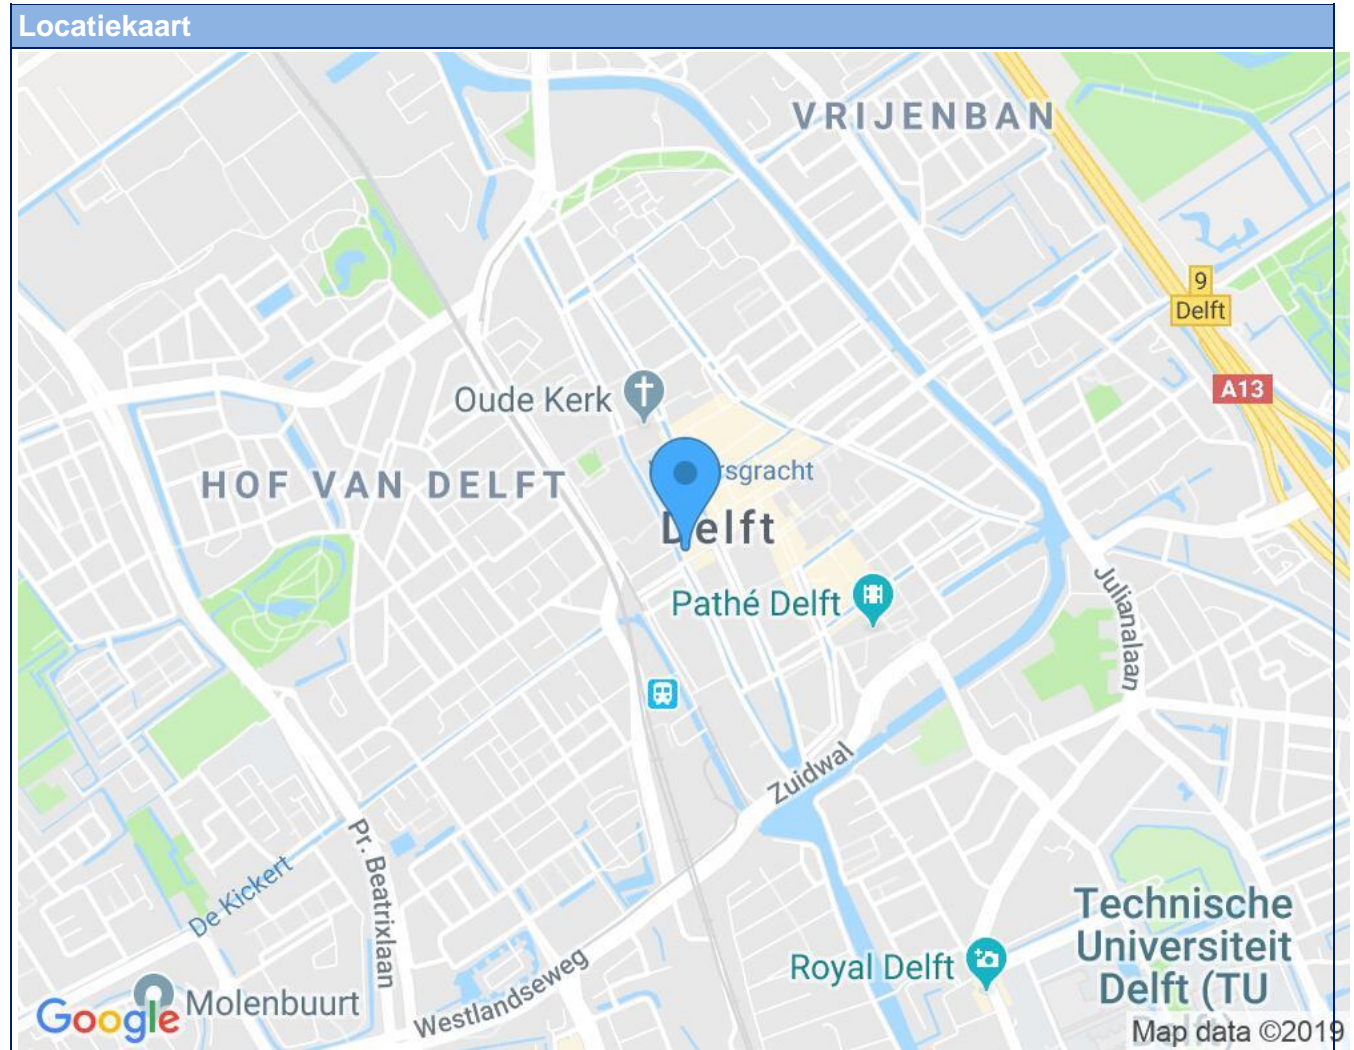 Locatiekaart
VRIJENBAN
9
Delft
A13
Oude Kerk
HOF VAN DELFT
rsgracht
Delft
Pathé Delft
Julianalaan
Zuidwal
Pr. Beatrixlaan
De Kickert
Technische
Universiteit
Delft (TU
Delft)
Royal Delft
Westlandseweg
Molenbuurt
Google
Map data ©2019